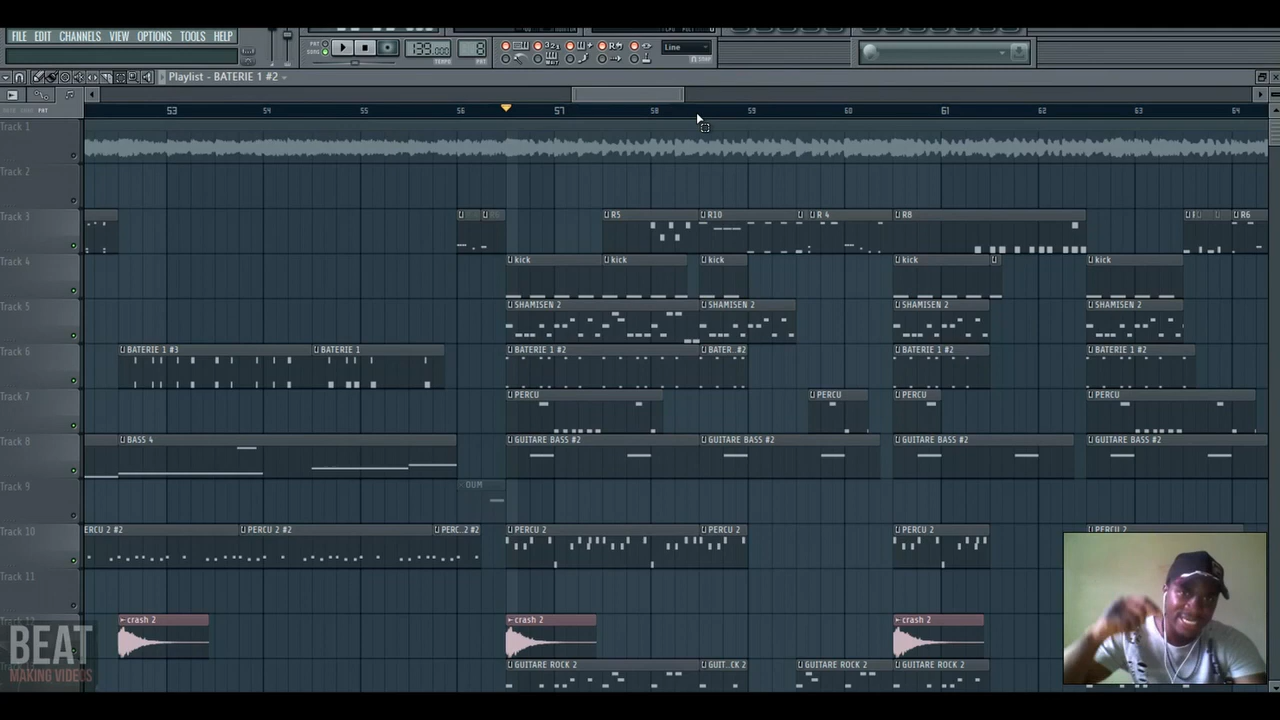 FILE EDIT CHANNELS VIEW OPTIONS TOOLS HELP
PAT
SONG
TEMPO
PAT
Line
SNAP
Playlist - BATERIE 1 #2
53 54 55 56 57 58 59 60 61 62 63 64
Track 1
Track 2
Track 3
R5 R10 R 4 R8 R6
Track 4
kick kick kick kick kick
Track 5
SHAMISEN 2 SHAMISEN 2 SHAMISEN 2 SHAMISEN 2
Track 6
BATERIE 1 #3 BATERIE 1 BATERIE 1 #2 BATER..#2 BATERIE 1 #2 BATERIE 1 #2
Track 7
PERCU PERCU PERCU PERCU
Track 8
BASS 4 GUITARE BASS #2 GUITARE BASS #2 GUITARE BASS #2 GUITARE BASS #2
Track 9
OUM
Track 10
ERCU 2 #2 PERCU 2 #2 PERC..2 #2 PERCU 2 PERCU 2 PERCU 2 PERCU 2
Track 11
crash 2 crash 2 crash 2
BEAT
MAKING VIDEOS
GUITARE ROCK 2 GUIT..CK 2 GUITARE ROCK 2 GUITARE ROCK 2